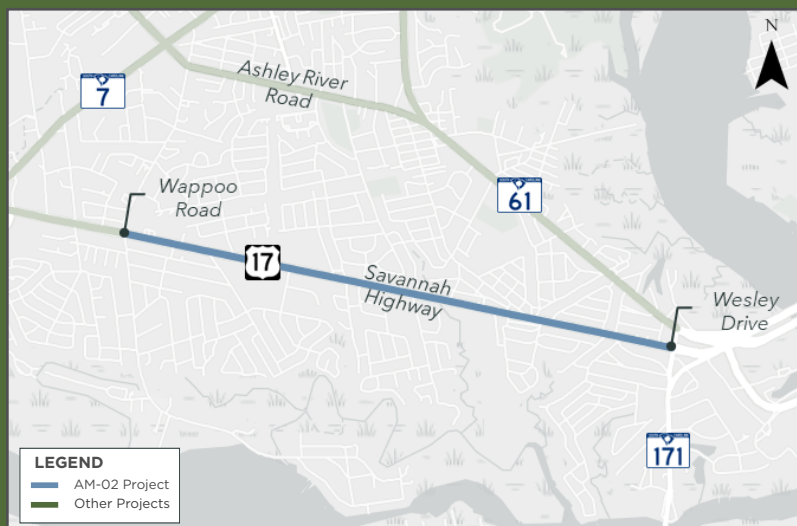 N
7
Ashley River
Road
Wappoo
Road
61
17
Savannah
Highway
Wesley
Drive
171
LEGEND
AM-02 Project
Other Projects